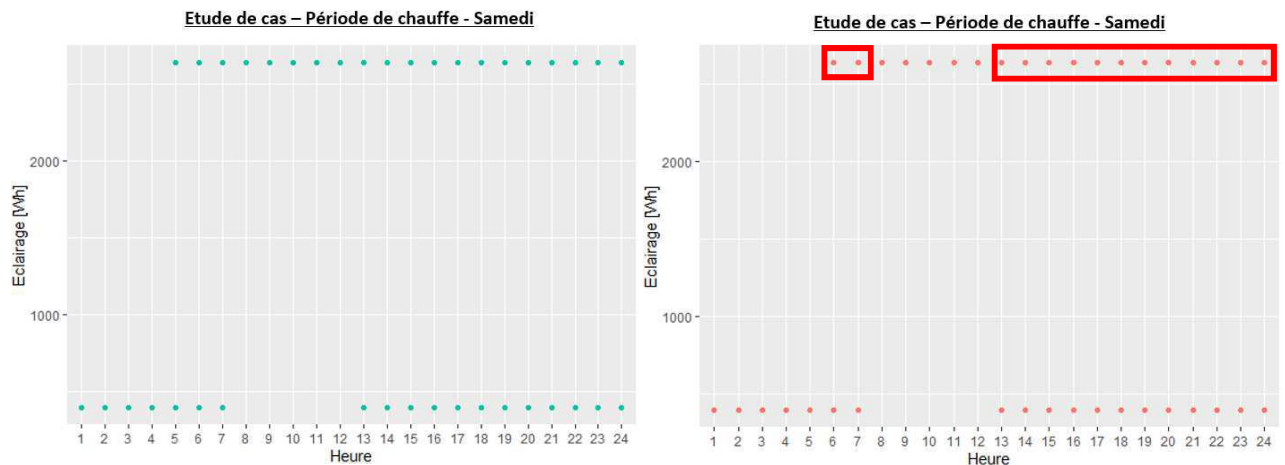 Etude de cas – Période de chauffe - Samedi
Eclairage [Wh]
2000
1000
1 2 3 4 5 6 7 8 9 10 11 12 13 14 15 16 17 18 19 20 21 22 23 24
Heure
Etude de cas – Période de chauffe - Samedi
Eclairage [Wh]
2000
1000
1 2 3 4 5 6 7 8 9 10 11 12 13 14 15 16 17 18 19 20 21 22 23 24
Heure